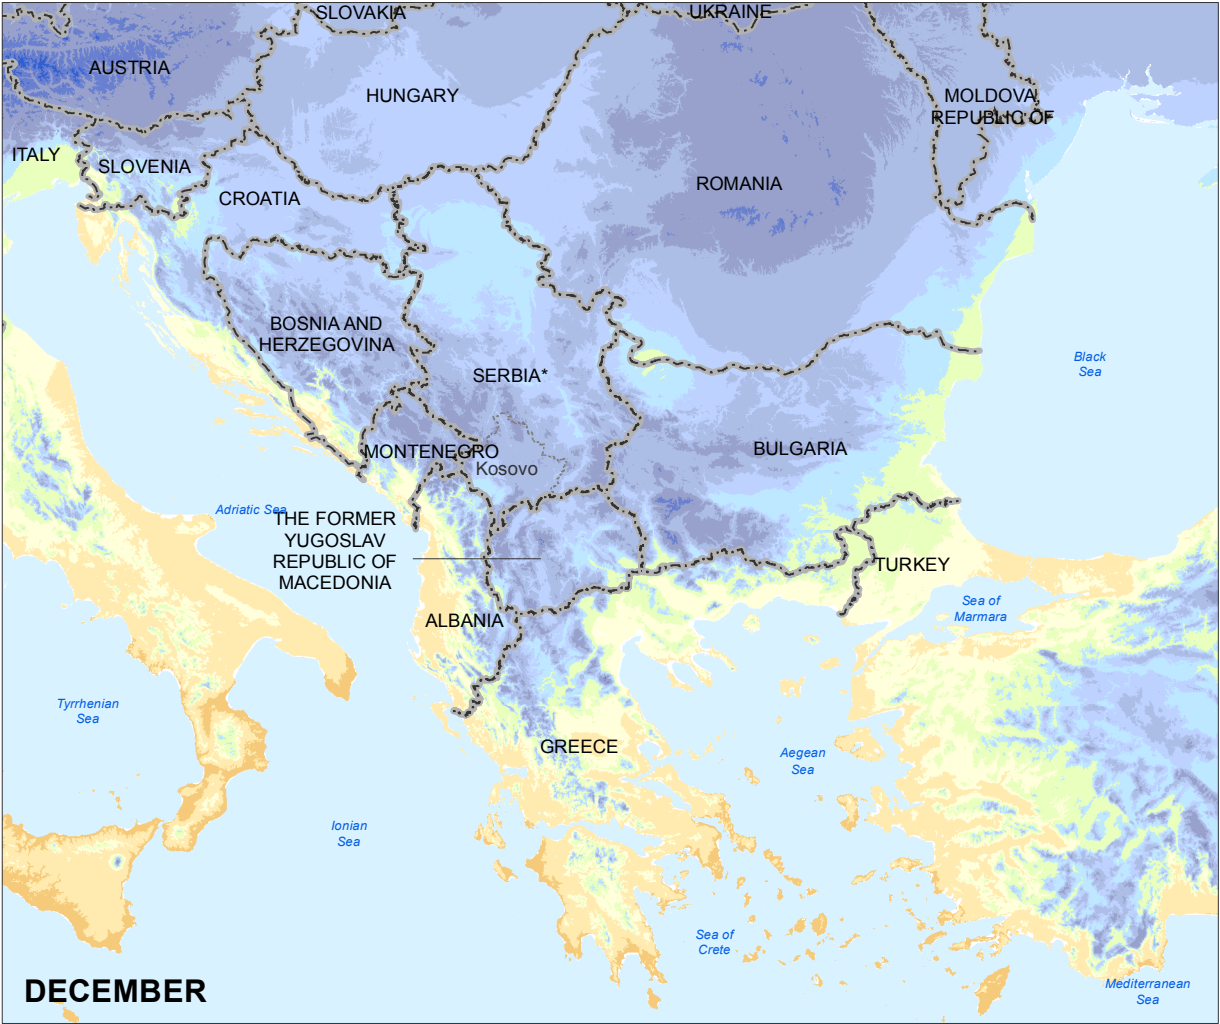 SLOVAKIA
UKRAINE
AUSTRIA
HUNGARY
MOLDOVA,
REPUBLIC OF
ITALY
SLOVENIA
CROATIA
ROMANIA
BOSNIA AND
HERZEGOVINA
SERBIA*
Black
Sea
MONTENEGRO
Kosovo
BULGARIA
Adriatic Sea
THE FORMER
YUGOSLAV
REPUBLIC OF
MACEDONIA
TURKEY
Sea of
Marmara
ALBANIA
Tyrrhenian
Sea
GREECE
Aegean
Sea
Ionian
Sea
Sea of
Crete
DECEMBER
Mediterranean
Sea